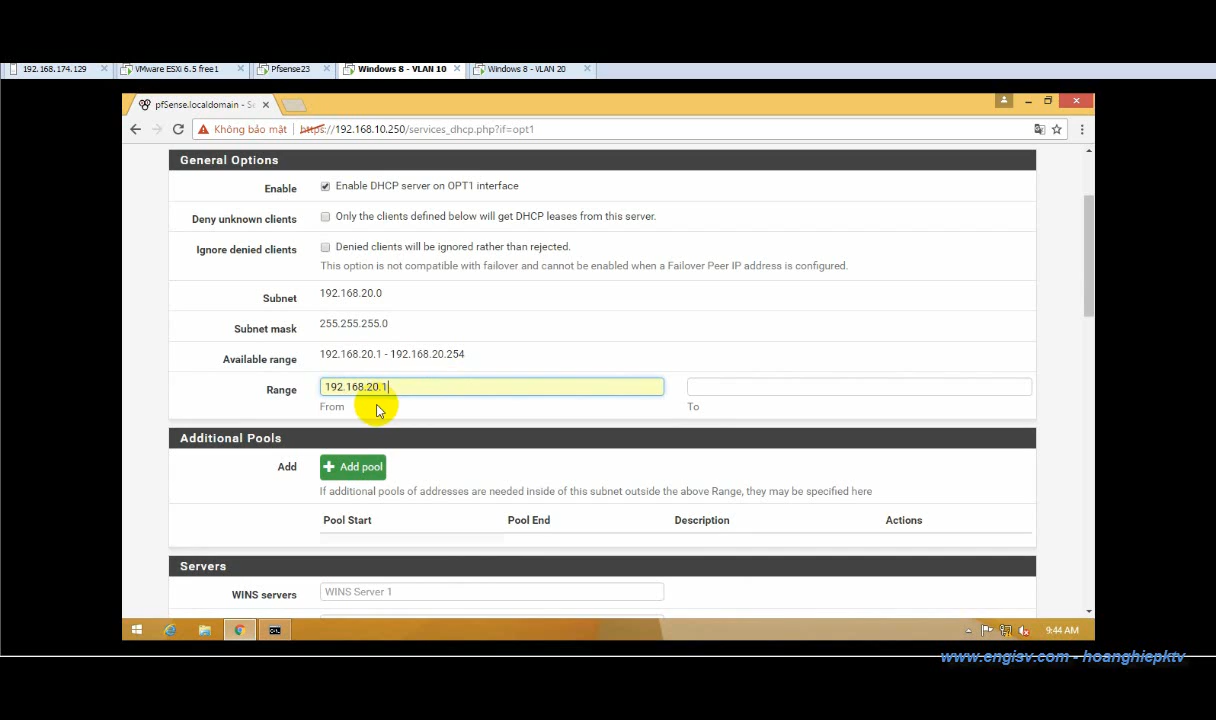 192.168.174.129
VMware ESXi 6.5 free1
Pfsense23
Windows 8 - VLAN 10
Windows 8 - VLAN 20
pfSense.localdomain - Se
Không bảo mật
https://192.168.10.250/services_dhcp.php?if=opt1
General Options
Enable
Enable DHCP server on OPT1 interface
Deny unknown clients
Only the clients defined below will get DHCP leases from this server.
Ignore denied clients
Denied clients will be ignored rather than rejected.
This option is not compatible with failover and cannot be enabled when a Failover Peer IP address is configured.
Subnet
192.168.20.0
Subnet mask
255.255.255.0
Available range
192.168.20.1 - 192.168.20.254
Range
192.168.20.1
From
To
Additional Pools
Add
Add pool
If additional pools of addresses are needed inside of this subnet outside the above Range, they may be specified here
Pool Start
Pool End
Description
Actions
Servers
WINS servers
WINS Server 1
9:44 AM
www.engisv.com - hoanghiepktv